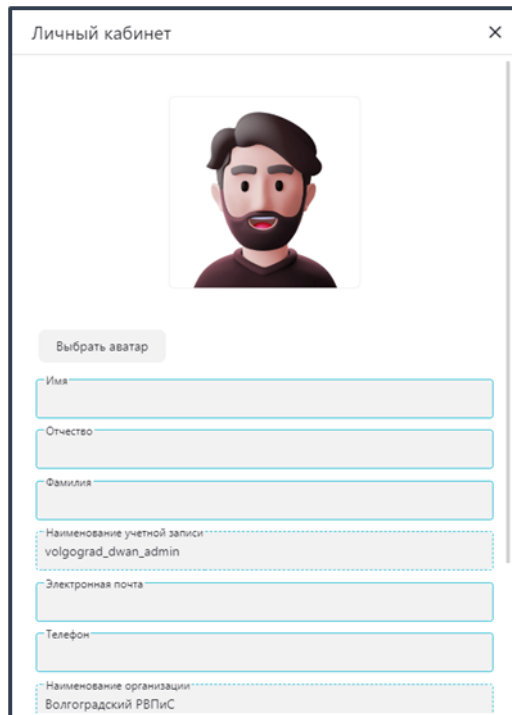 Личный кабинет
Выбрать аватар
Имя
Отчество
Фамилия
Наименование учетной записи
volgograd_dwan_admin
Электронная почта
Телефон
Наименование организации
Волгоградский РВПиС